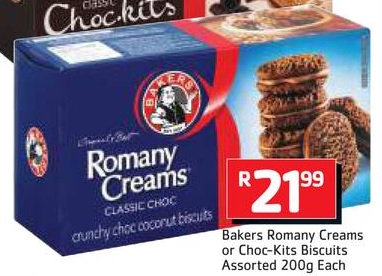 classic
Choc.kits
BAKERS
Romany
Creams
CLASSIC CHOC
crunchy choc coconut biscuits
R21.99
Bakers Romany Creams
or Choc-Kits Biscuits
Assorted 200g Each